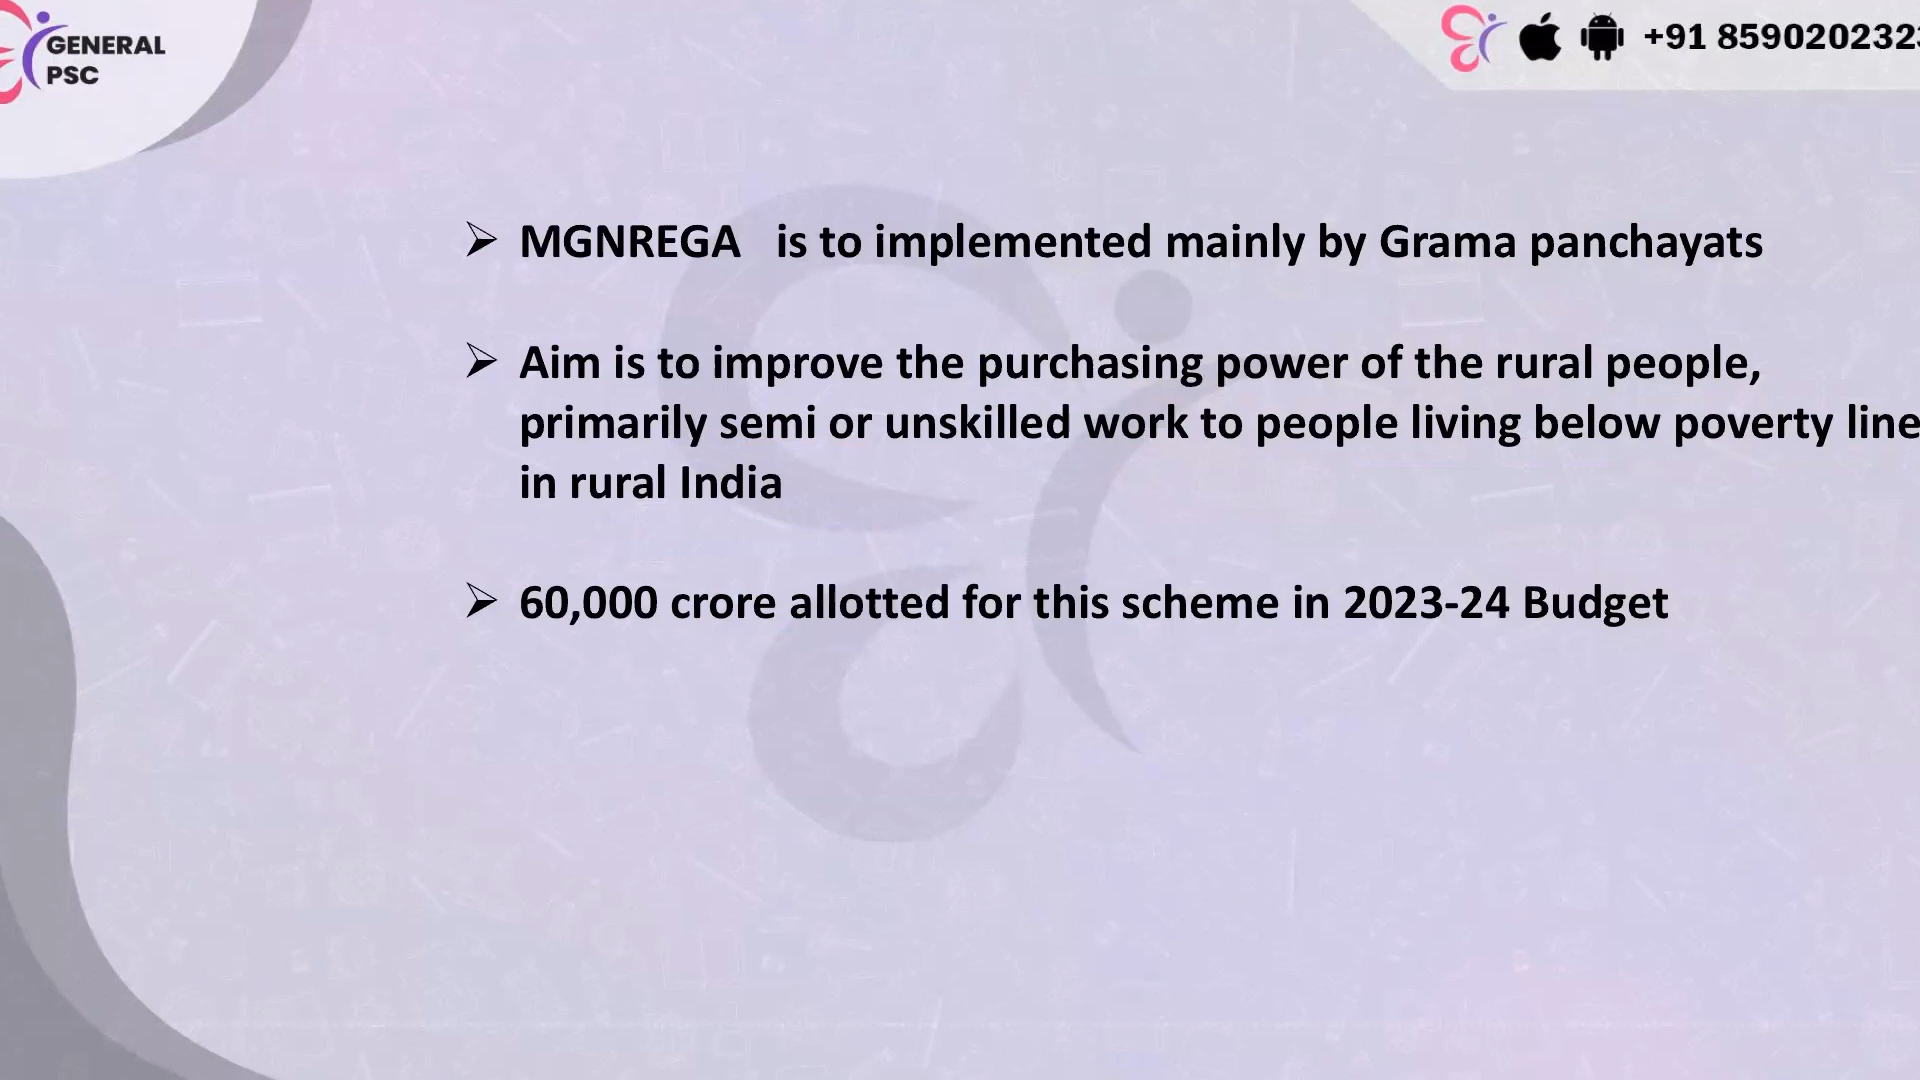 GENERAL
PSC
+91 859020232
➢ MGNREGA is to implemented mainly by Grama panchayats
➢ Aim is to improve the purchasing power of the rural people,
primarily semi or unskilled work to people living below poverty line
in rural India
➢ 60,000 crore allotted for this scheme in 2023-24 Budget